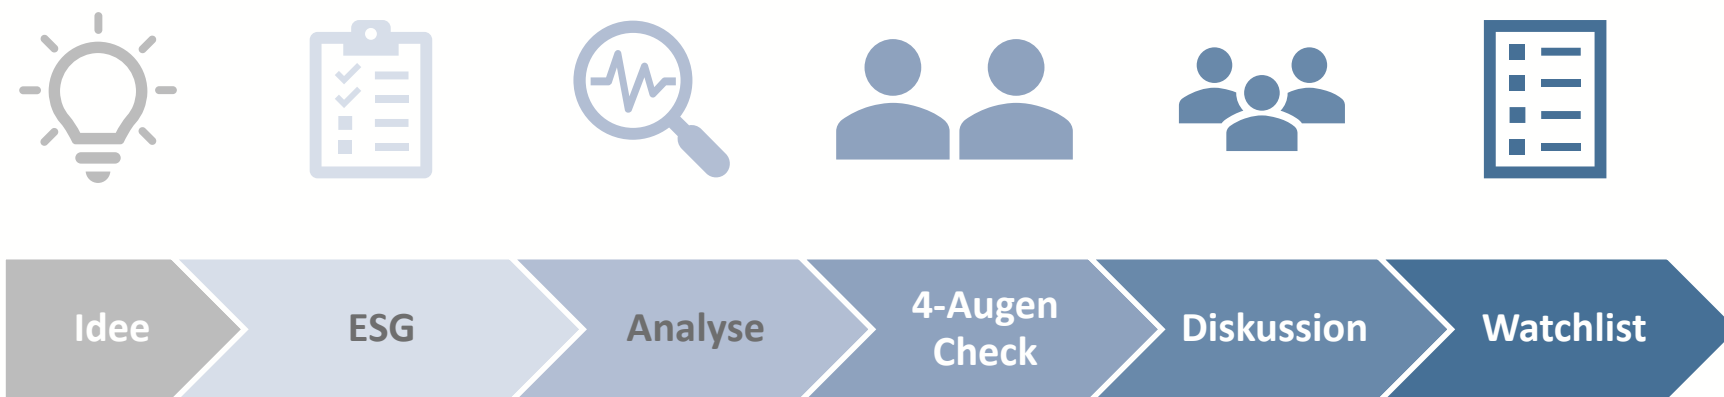 Idee
ESG
Analyse
4-Augen
Check
Diskussion
Watchlist